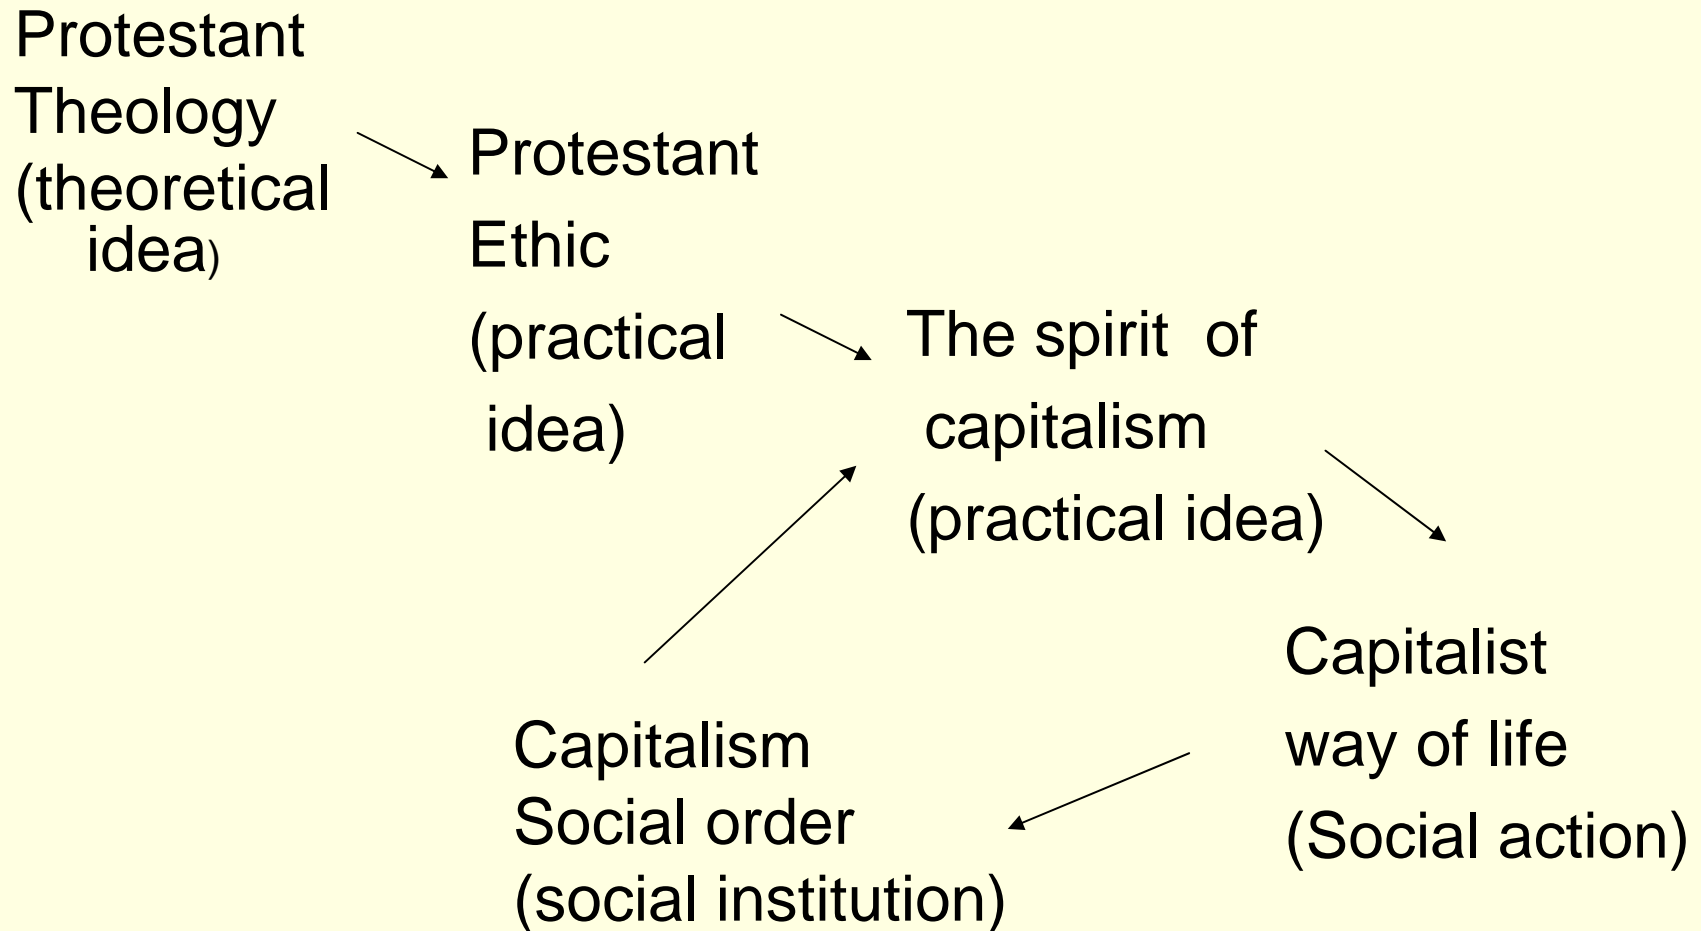 Protestant
Theology
(theoretical
idea)
Protestant
Ethic
(practical
idea)
The spirit  of
capitalism
(practical idea)
Capitalist
way of life
(Social action)
Capitalism
Social order
(social institution)